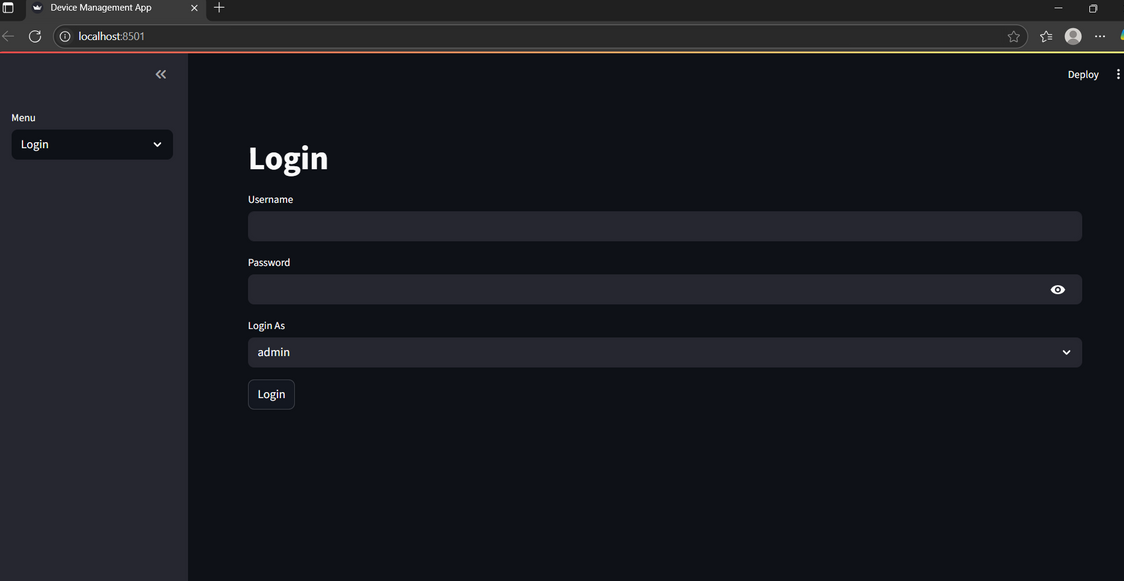 Device Management App
localhost:8501
Deploy
Menu
Login
Login
Username
Password
Login As
admin
Login